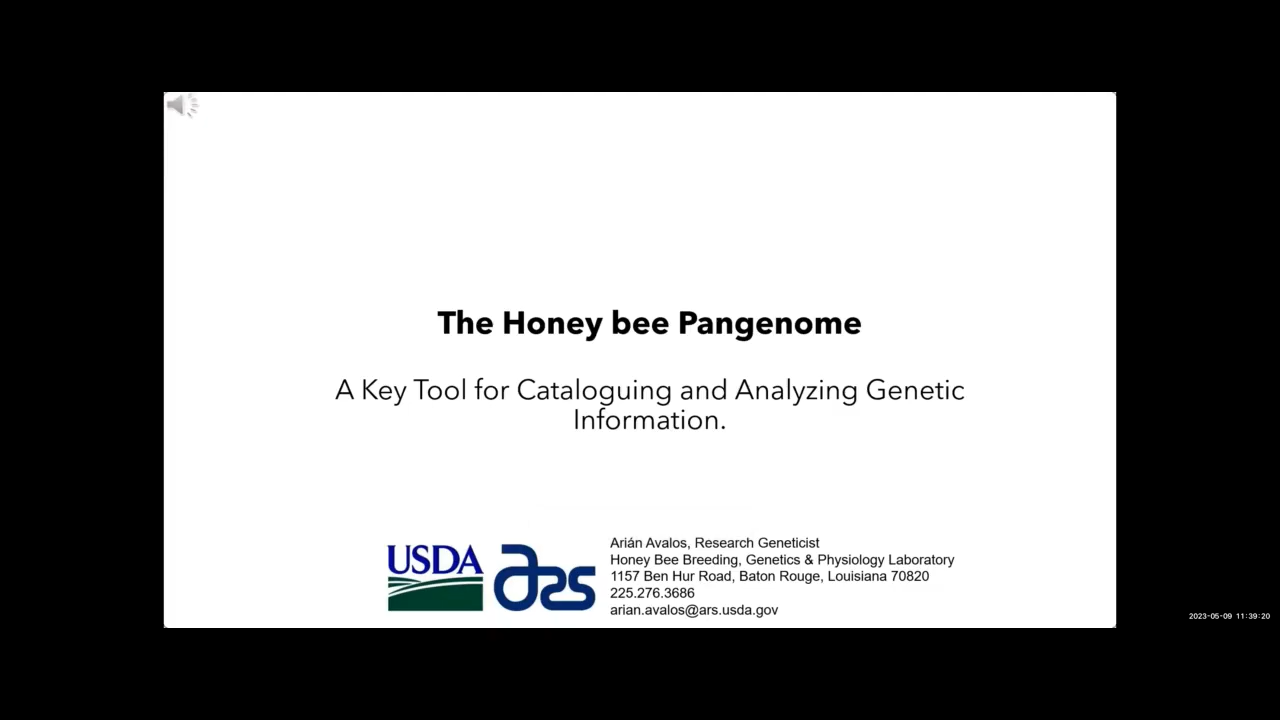 The Honey bee Pangenome
A Key Tool for Cataloguing and Analyzing Genetic
Information.
USDA
ars
Arián Avalos, Research Geneticist
Honey Bee Breeding, Genetics & Physiology Laboratory
1157 Ben Hur Road, Baton Rouge, Louisiana 70820
225.276.3686
arian.avalos@ars.usda.gov
2023-05-09 11:39:20